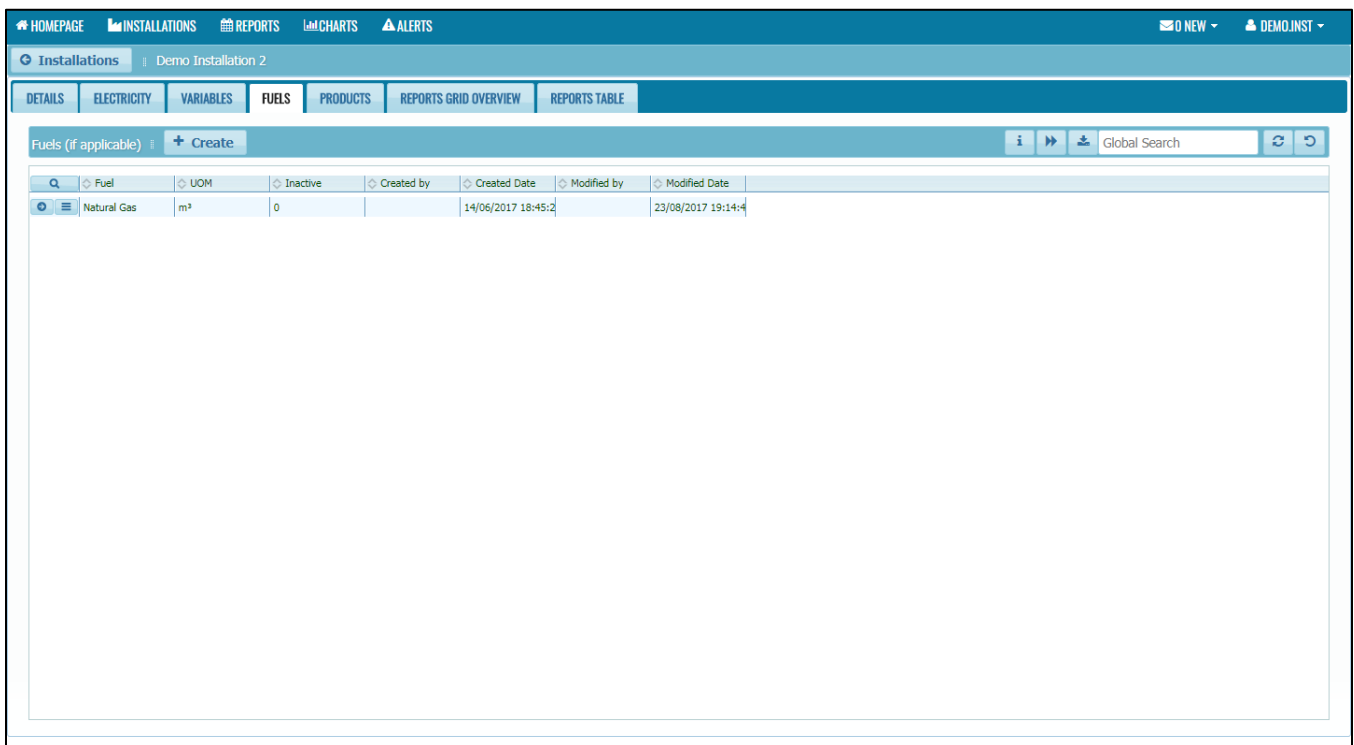 HOMEPAGE INSTALLATIONS REPORTS CHARTS ALERTS 0 NEW DEMO.INST
Installations Demo Installation 2
DETAILS ELECTRICITY VARIABLES FUELS PRODUCTS REPORTS GRID OVERVIEW REPORTS TABLE
Fuels (if applicable) + Create i Global Search
Fuel UOM Inactive Created by Created Date Modified by Modified Date
Natural Gas m³ 0 14/06/2017 18:45:2 23/08/2017 19:14:4